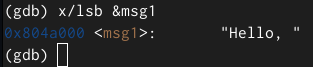 (gdb) x/1sb &msg1
0x804a000 <msg1>: "Hello, "
(gdb)